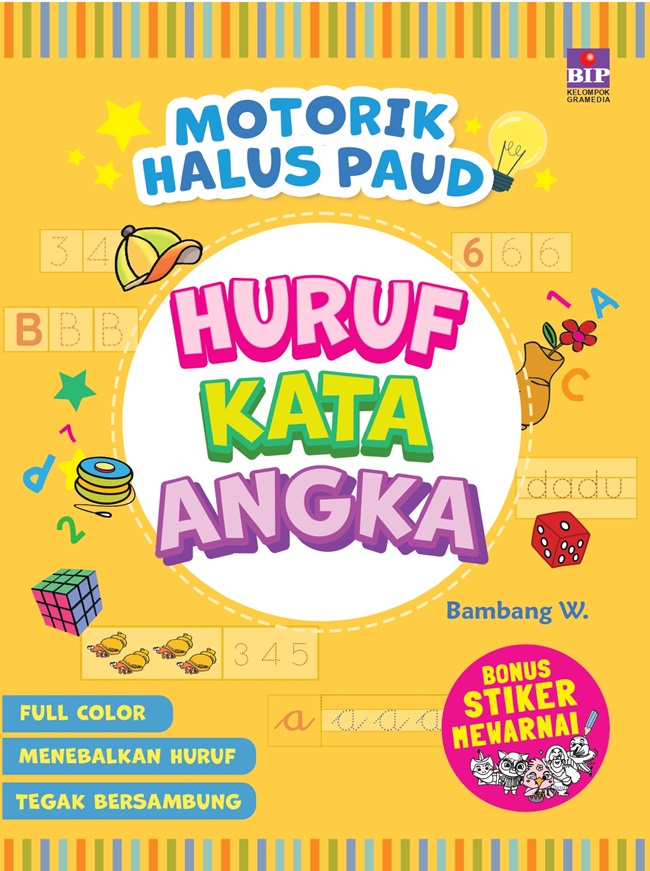 BIP
KELOMPOK
GRAMEDIA
MOTORIK
HALUS PAUD
3 4
6 6 6
B B B
HURUF
KATA
ANGKA
1
A
C
1
d
2
dadu
Bambang W.
3 4 5
a a a a
BONUS
STIKER
MEWARNAI
FULL COLOR
MENEBALKAN HURUF
TEGAK BERSAMBUNG